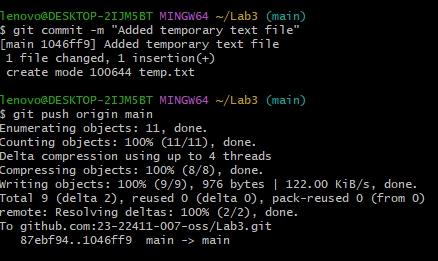 lenovo@DESKTOP-2IJM5BT MINGW64 ~/Lab3 (main)
$ git commit -m "Added temporary text file"
[main 1046ff9] Added temporary text file
 1 file changed, 1 insertion(+)
 create mode 100644 temp.txt
lenovo@DESKTOP-2IJM5BT MINGW64 ~/Lab3 (main)
$ git push origin main
Enumerating objects: 11, done.
Counting objects: 100% (11/11), done.
Delta compression using up to 4 threads
Compressing objects: 100% (8/8), done.
Writing objects: 100% (9/9), 976 bytes | 122.00 KiB/s, done.
Total 9 (delta 2), reused 0 (delta 0), pack-reused 0 (from 0)
remote: Resolving deltas: 100% (2/2), done.
To github.com:23-22411-007-oss/Lab3.git
   87ebf94..1046ff9  main -> main